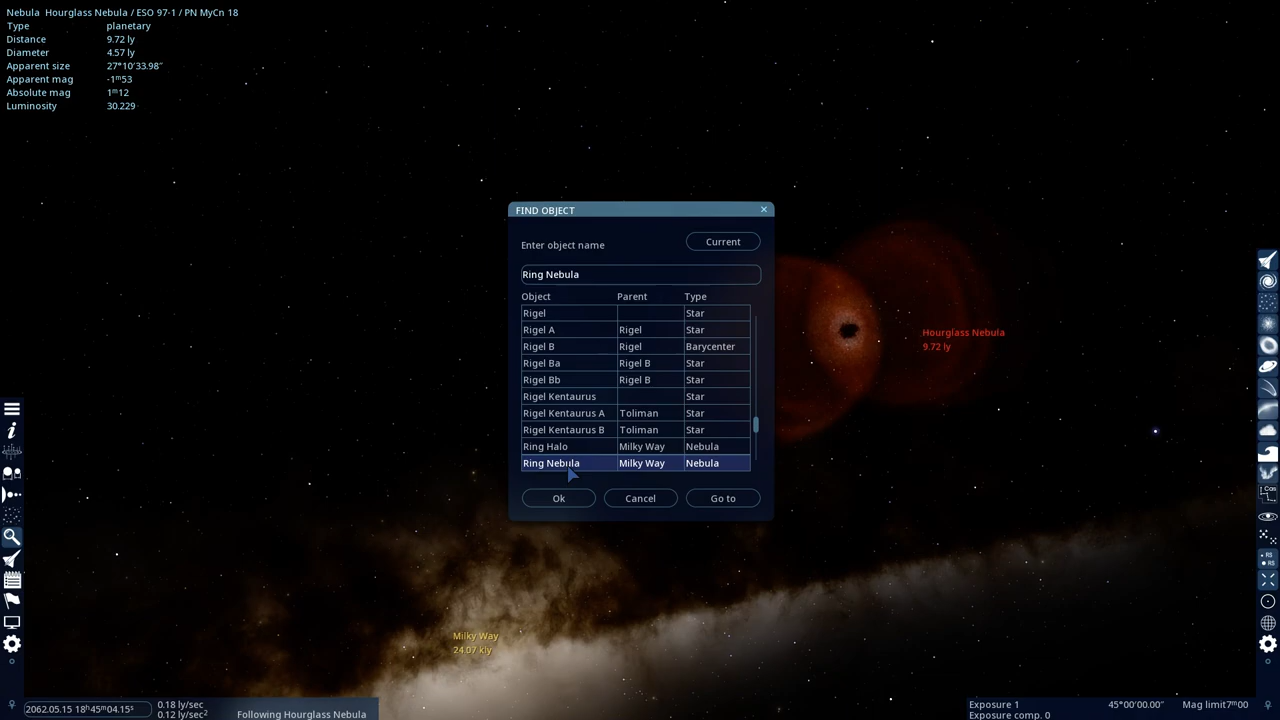 Nebula Hourglass Nebula / ESO 97-1 / PN MyCn 18
Type planetary
Distance 9.72 ly
Diameter 4.57 ly
Apparent size 27°10′33.98″
Apparent mag -1ᵐ53
Absolute mag 1ᵐ12
Luminosity 30.229
FIND OBJECT
Enter object name Current
Ring Nebula
Object Parent Type
Rigel Star
Rigel A Rigel Star
Rigel B Rigel Barycenter
Rigel Ba Rigel B Star
Rigel Bb Rigel B Star
Rigel Kentaurus Star
Rigel Kentaurus A Toliman Star
Rigel Kentaurus B Toliman Star
Ring Halo Milky Way Nebula
Ring Nebula Milky Way Nebula
Ok Cancel Go to
Hourglass Nebula
9.72 ly
Milky Way
24.07 kly
Can
RS
RS
2062.05.15 18ʰ45ᵐ04.15ˢ
0.18 ly/sec
0.12 ly/sec²
Following Hourglass Nebula
Exposure 1 45°00′00.00″ Mag limit 7ᵐ00
Exposure comp. 0